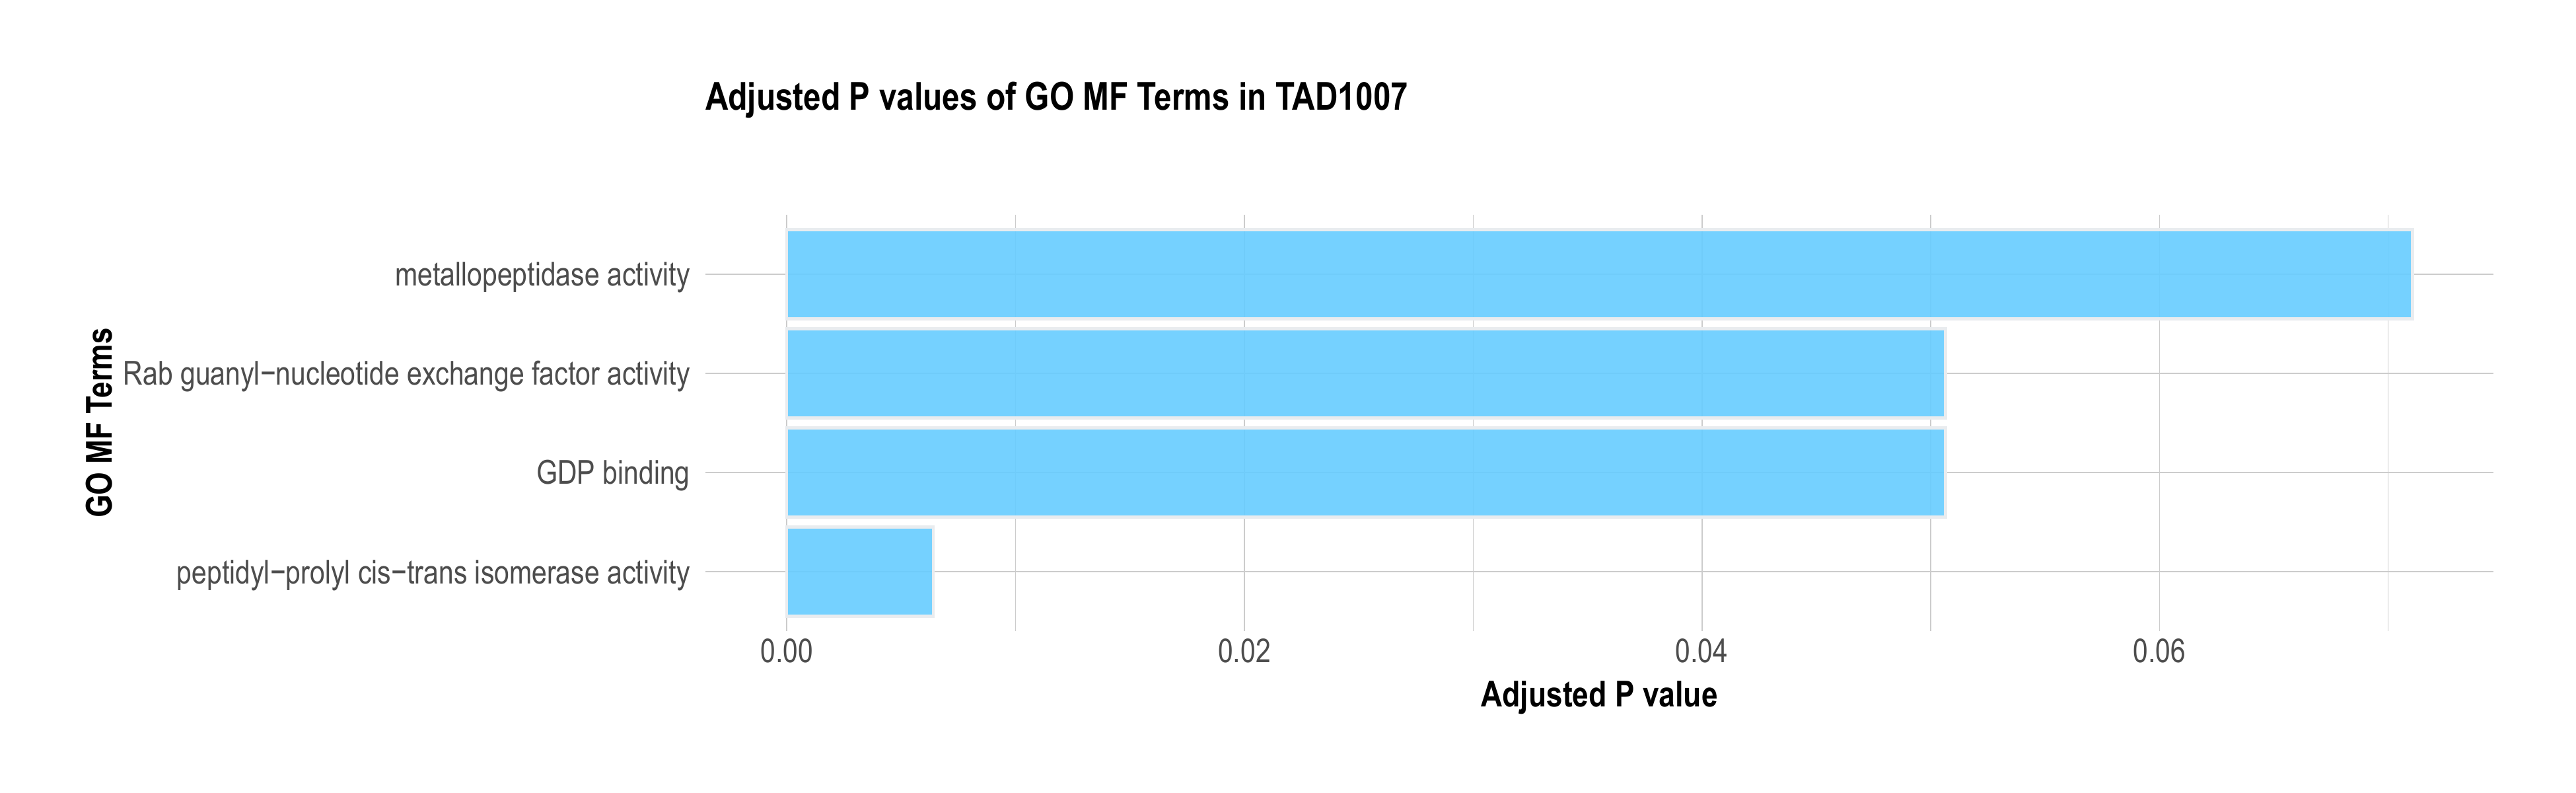 Adjusted P values of GO MF Terms in TAD1007
GO MF Terms
metallopeptidase activity
Rab guanyl−nucleotide exchange factor activity
GDP binding
peptidyl−prolyl cis−trans isomerase activity
0.00 0.02 0.04 0.06
Adjusted P value